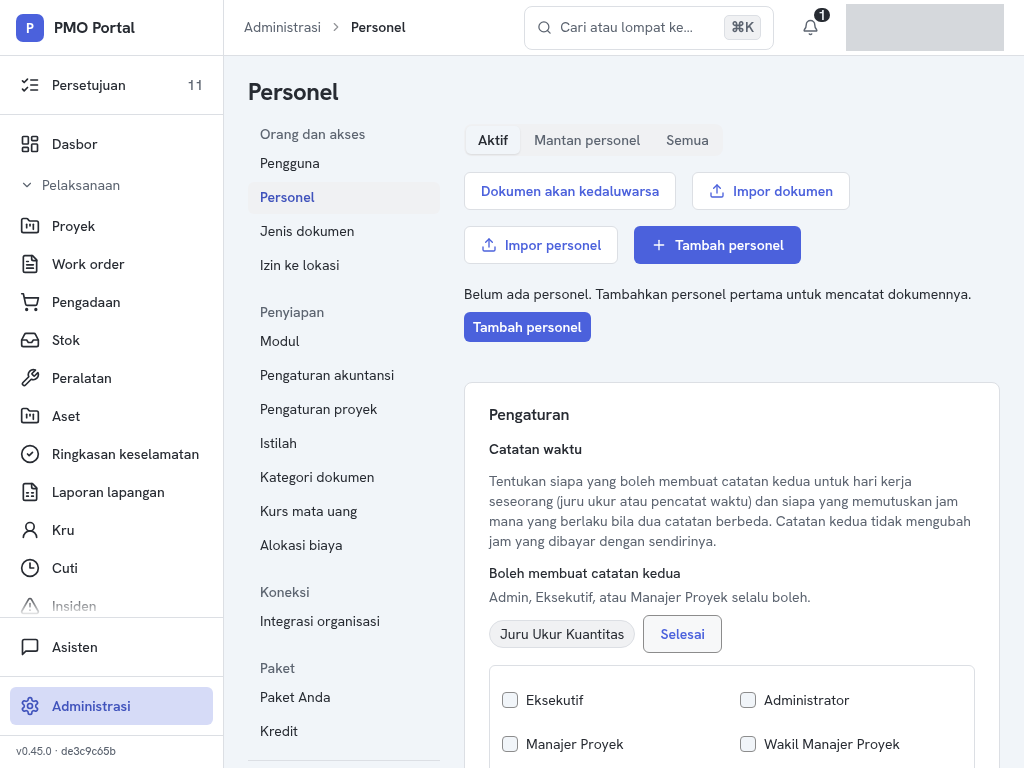 P PMO Portal
Persetujuan 11
Dasbor
Pelaksanaan
Proyek
Work order
Pengadaan
Stok
Peralatan
Aset
Ringkasan keselamatan
Laporan lapangan
Kru
Cuti
Insiden
Asisten
Administrasi
v0.45.0 · de3c9c65b
Administrasi > Personel
Cari atau lompat ke... ⌘K
1
Personel
Orang dan akses
Pengguna
Personel
Jenis dokumen
Izin ke lokasi
Penyiapan
Modul
Pengaturan akuntansi
Pengaturan proyek
Istilah
Kategori dokumen
Kurs mata uang
Alokasi biaya
Koneksi
Integrasi organisasi
Paket
Paket Anda
Kredit
Aktif Mantan personel Semua
Dokumen akan kedaluwarsa Impor dokumen
Impor personel Tambah personel
Belum ada personel. Tambahkan personel pertama untuk mencatat dokumennya.
Tambah personel
Pengaturan
Catatan waktu
Tentukan siapa yang boleh membuat catatan kedua untuk hari kerja
seseorang (juru ukur atau pencatat waktu) dan siapa yang memutuskan jam
mana yang berlaku bila dua catatan berbeda. Catatan kedua tidak mengubah
jam yang dibayar dengan sendirinya.
Boleh membuat catatan kedua
Admin, Eksekutif, atau Manajer Proyek selalu boleh.
Juru Ukur Kuantitas Selesai
Eksekutif Administrator
Manajer Proyek Wakil Manajer Proyek